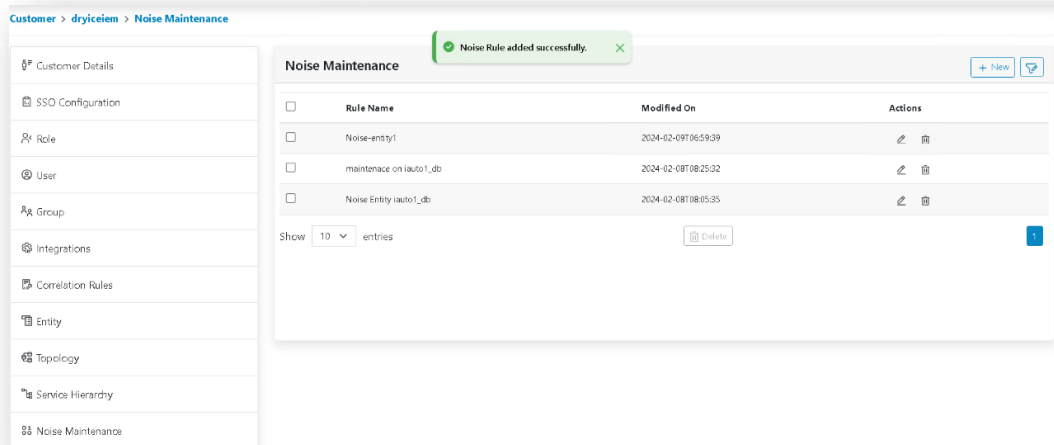 Customer > dryiceiem > Noise Maintenance
Noise Rule added successfully.
Customer Details
SSO Configuration
Role
User
Group
Integrations
Correlation Rules
Entity
Topology
Service Hierarchy
Noise Maintenance
Noise Maintenance
+ New
Rule Name Modified On Actions
Noise-entity1 2024-02-09T06:59:39
maintenace on iauto1_db 2024-02-08T08:25:32
Noise Entity iauto1_db 2024-02-08T08:05:35
Show 10 entries Delete 1